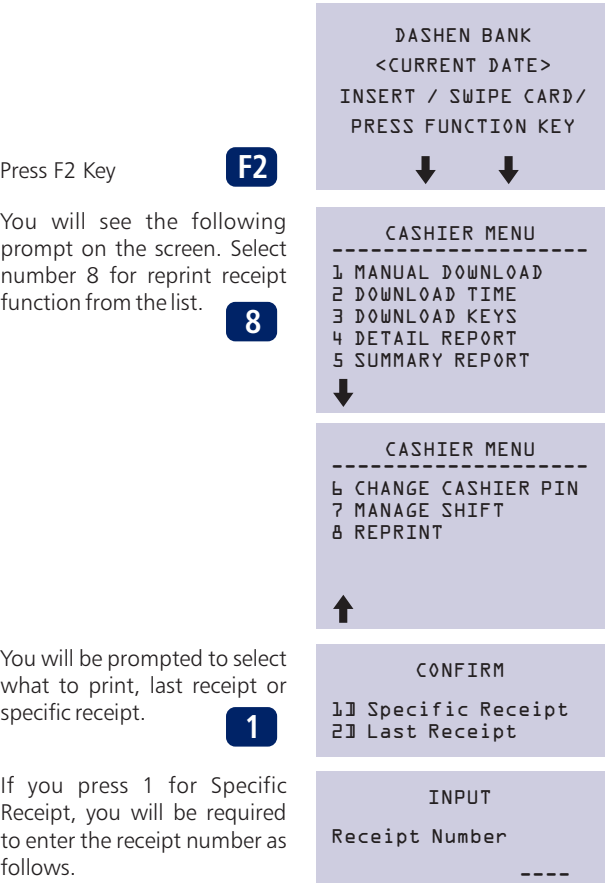 DASHEN BANK
<CURRENT DATE>
INSERT / SWIPE CARD/
PRESS FUNCTION KEY
Press F2 Key
F2
You will see the following
prompt on the screen. Select
number 8 for reprint receipt
function from the list.
8
CASHIER MENU
--------------------
1 MANUAL DOWNLOAD
2 DOWNLOAD TIME
3 DOWNLOAD KEYS
4 DETAIL REPORT
5 SUMMARY REPORT
CASHIER MENU
--------------------
6 CHANGE CASHIER PIN
7 MANAGE SHIFT
8 REPRINT
You will be prompted to select
what to print, last receipt or
specific receipt.
1
CONFIRM
1] Specific Receipt
2] Last Receipt
If you press 1 for Specific
Receipt, you will be required
to enter the receipt number as
follows.
INPUT
Receipt Number
----